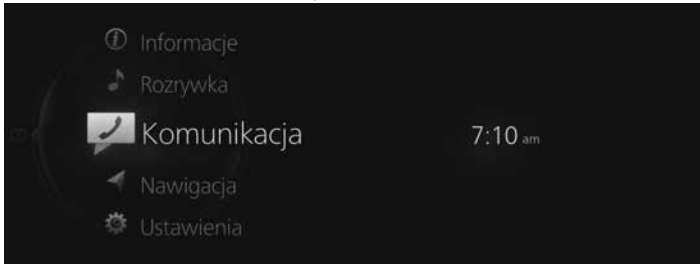 Informacje
Rozrywka
Komunikacja
7:10 am
Nawigacja
Ustawienia